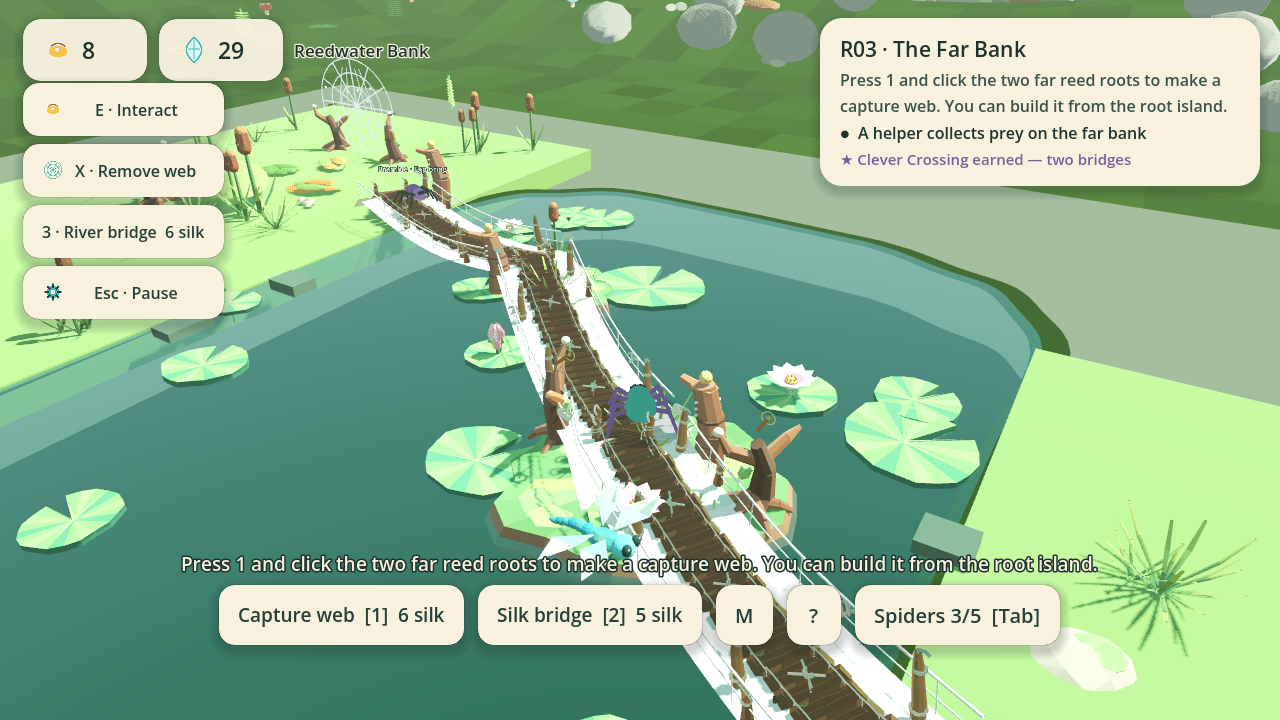 8
29
Reedwater Bank
E · Interact
X · Remove web
3 · River bridge 6 silk
Esc · Pause
R03 · The Far Bank
Press 1 and click the two far reed roots to make a
capture web. You can build it from the root island.
● A helper collects prey on the far bank
★ Clever Crossing earned — two bridges
Press 1 and click the two far reed roots to make a capture web. You can build it from the root island.
Capture web [1] 6 silk
Silk bridge [2] 5 silk
M
?
Spiders 3/5 [Tab]